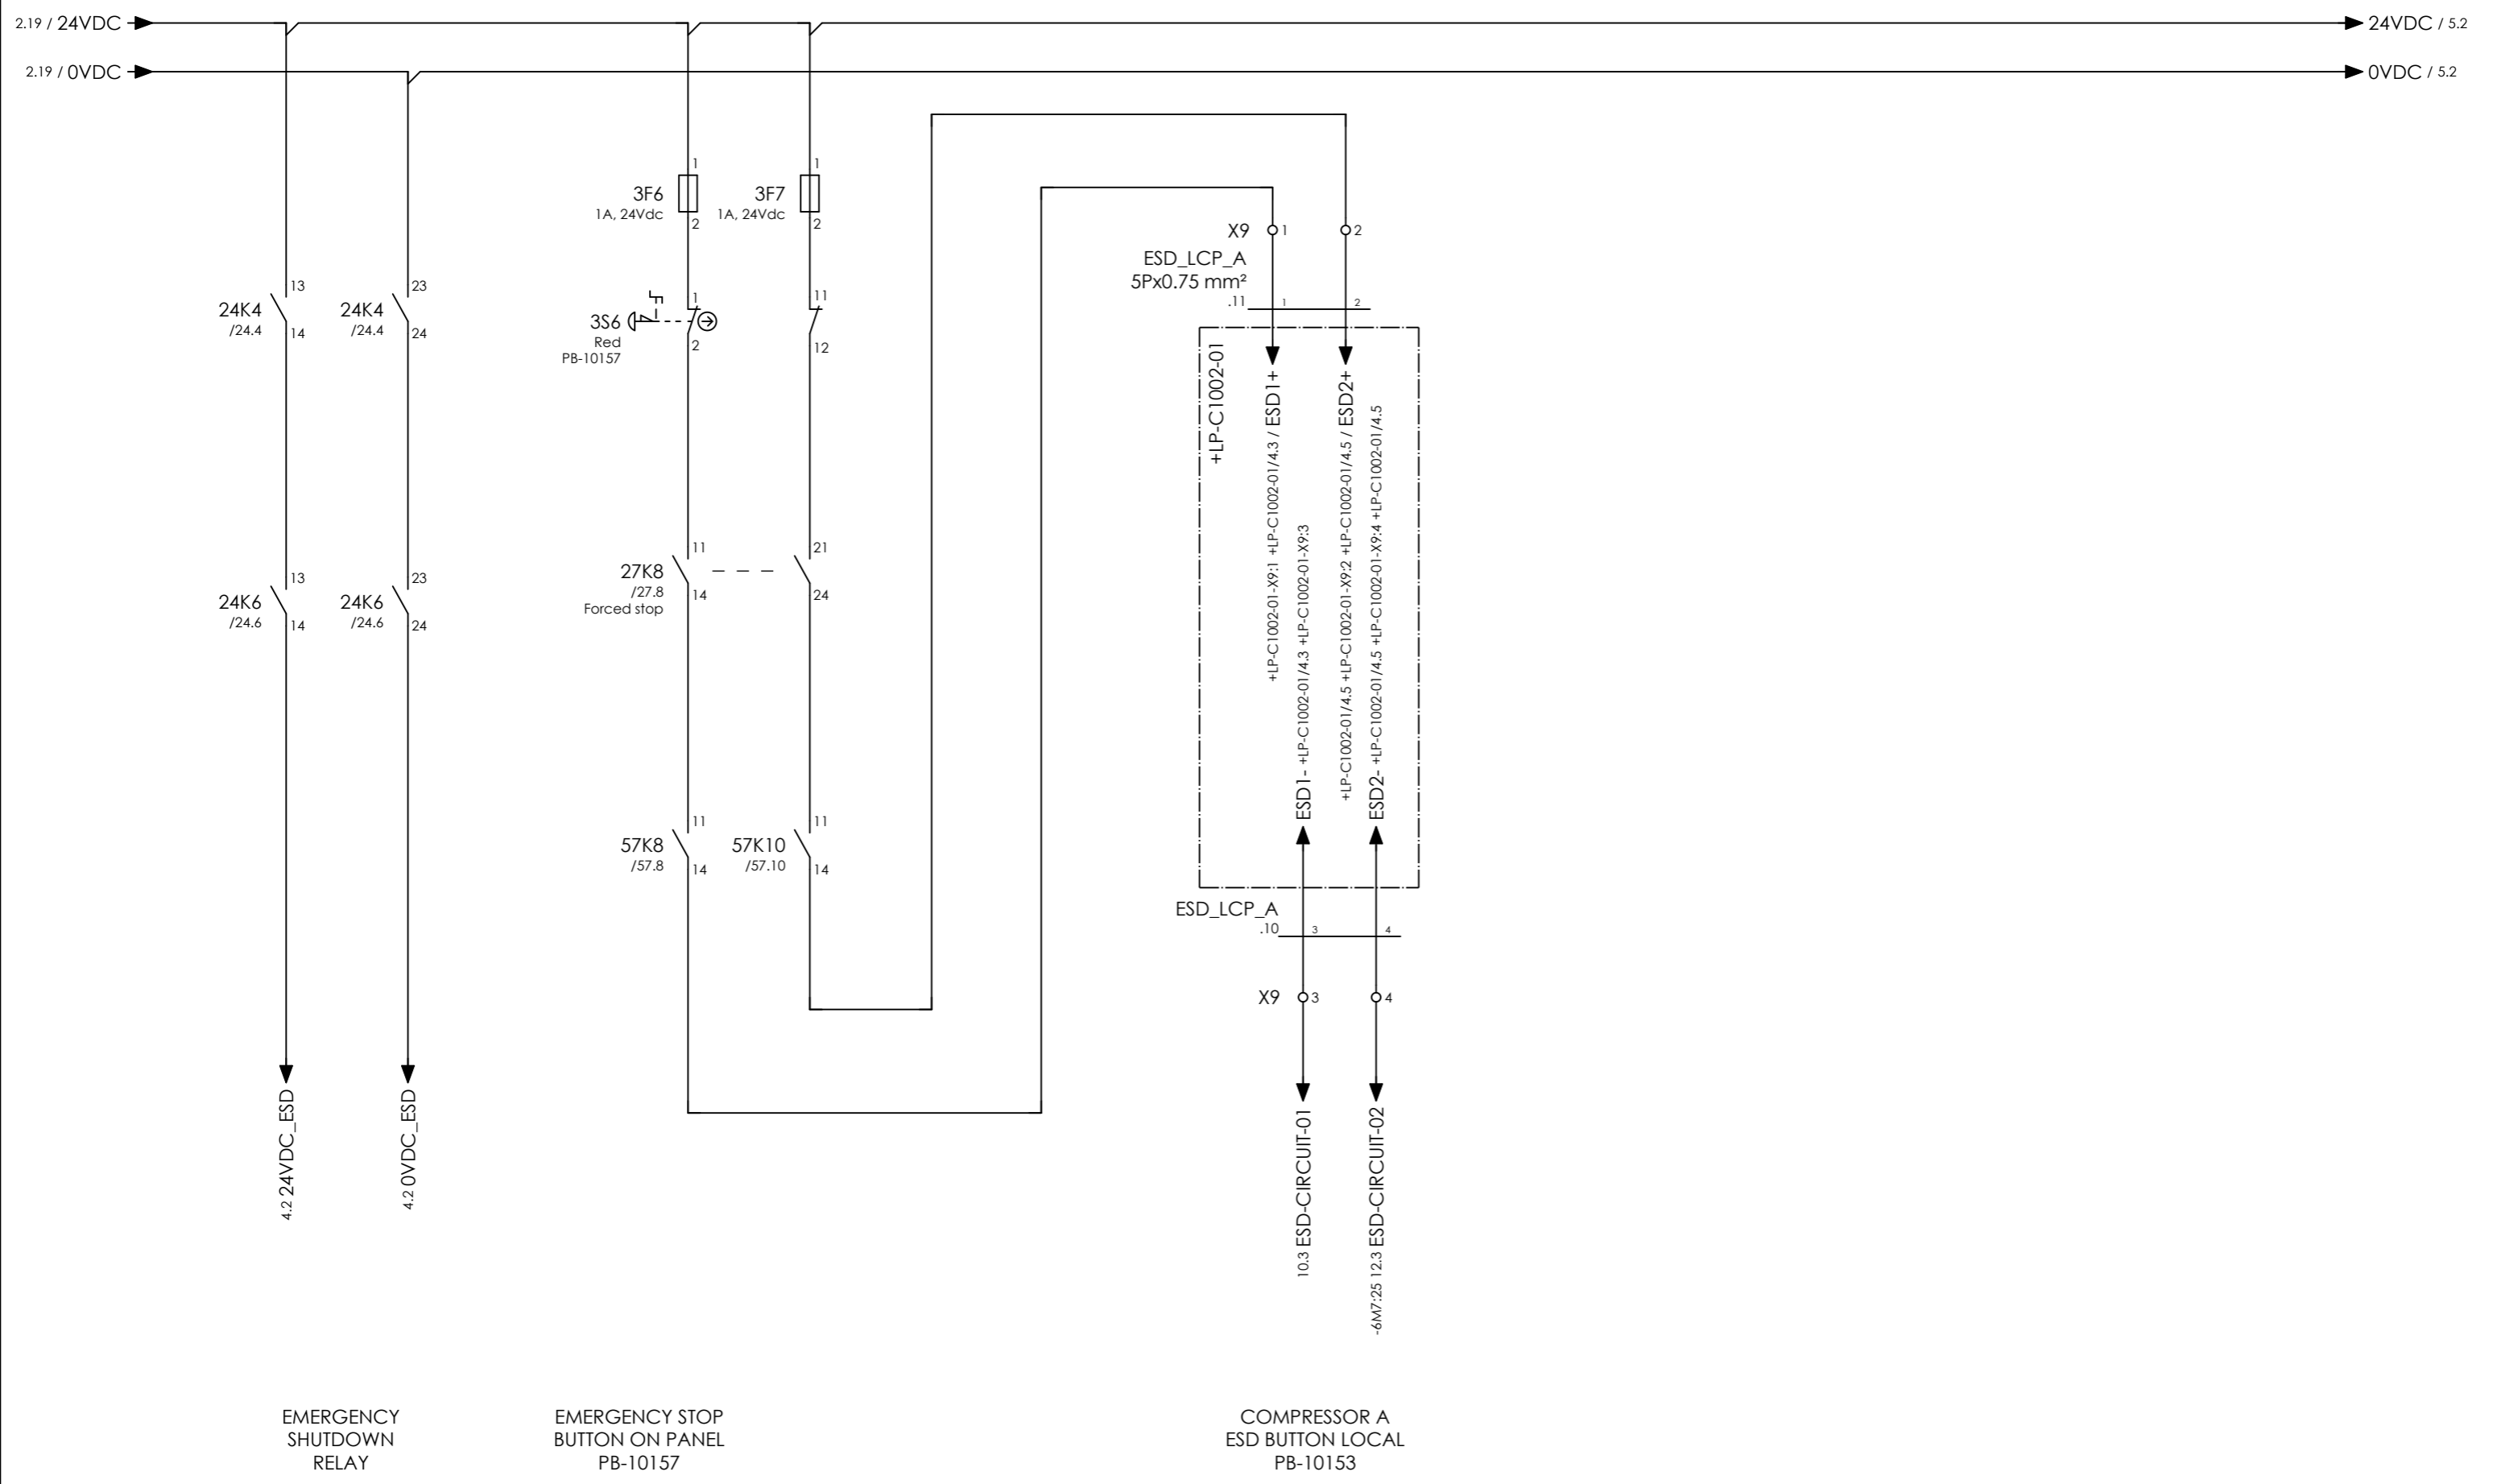 2.19 / 24VDC
24VDC / 5.2
2.19 / 0VDC
0VDC / 5.2
1
3F6
1A, 24Vdc
2
1
3F7
1A, 24Vdc
2
X9
1
2
ESD_LCP_A
5Px0.75 mm²
.11
1
2
13
24K4
/24.4
14
23
24K4
/24.4
24
1
3S6
Red
PB-10157
2
11
12
+LP-C1002-01
+LP-C1002-01-X9:1 +LP-C1002-01/4.3 / ESD1+
ESD1- +LP-C1002-01/4.3 +LP-C1002-01-X9:3
+LP-C1002-01/4.5 +LP-C1002-01-X9:2 +LP-C1002-01/4.5 / ESD2+
ESD2- +LP-C1002-01/4.5 +LP-C1002-01-X9:4 +LP-C1002-01/4.5
13
24K6
/24.6
14
23
24K6
/24.6
24
11
27K8
/27.8
Forced stop
14
21
24
11
57K8
/57.8
14
11
57K10
/57.10
14
ESD_LCP_A
.10
3
4
X9
3
4
4.2 24VDC_ESD
4.2 0VDC_ESD
10.3 ESD-CIRCUIT-01
-6M7:25 12.3 ESD-CIRCUIT-02
EMERGENCY
SHUTDOWN
RELAY
EMERGENCY STOP
BUTTON ON PANEL
PB-10157
COMPRESSOR A
ESD BUTTON LOCAL
PB-10153